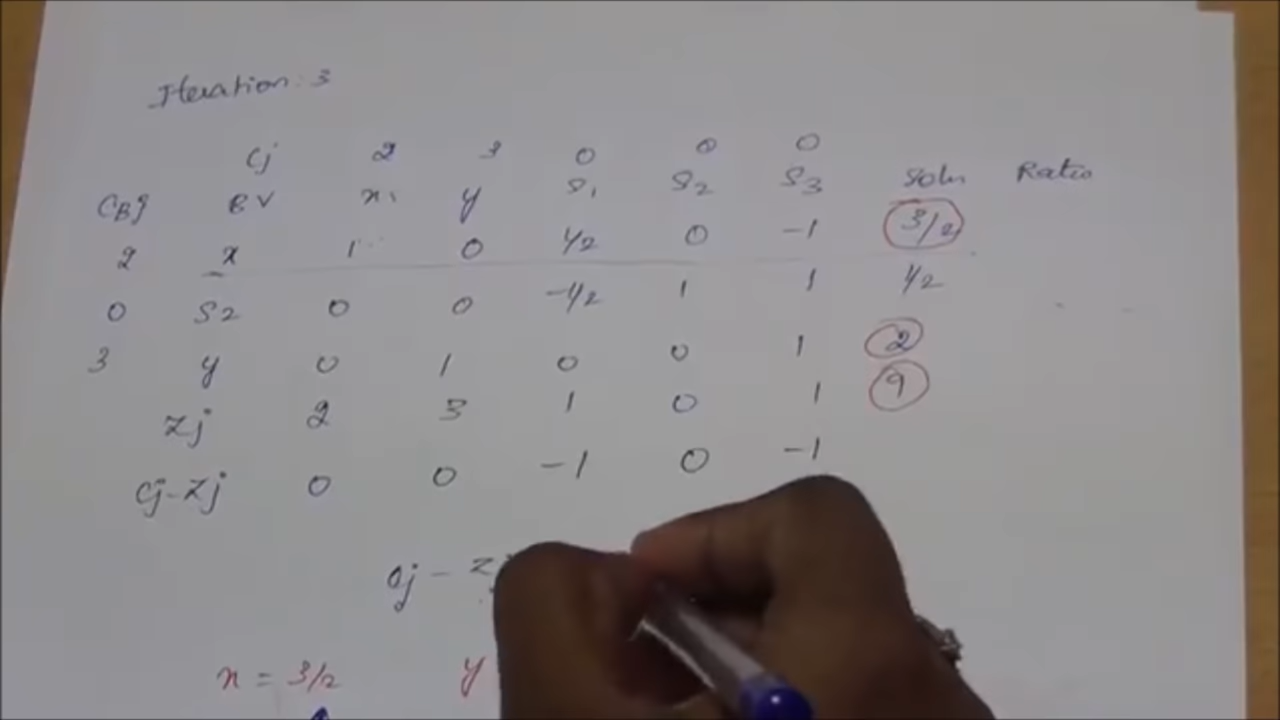 Iteration: 3
Cj 2 3 0 0 0
CBj BV x, y S1 S2 S3 Soln Ratio
2 x 1 0 1/2 0 -1 3/2
0 S2 0 0 -1/2 1 1 1/2
3 y 0 1 0 0 1 2
Zj 2 3 1 0 1 9
Cj-Zj 0 0 -1 0 -1
Cj - Z
x = 3/2 y